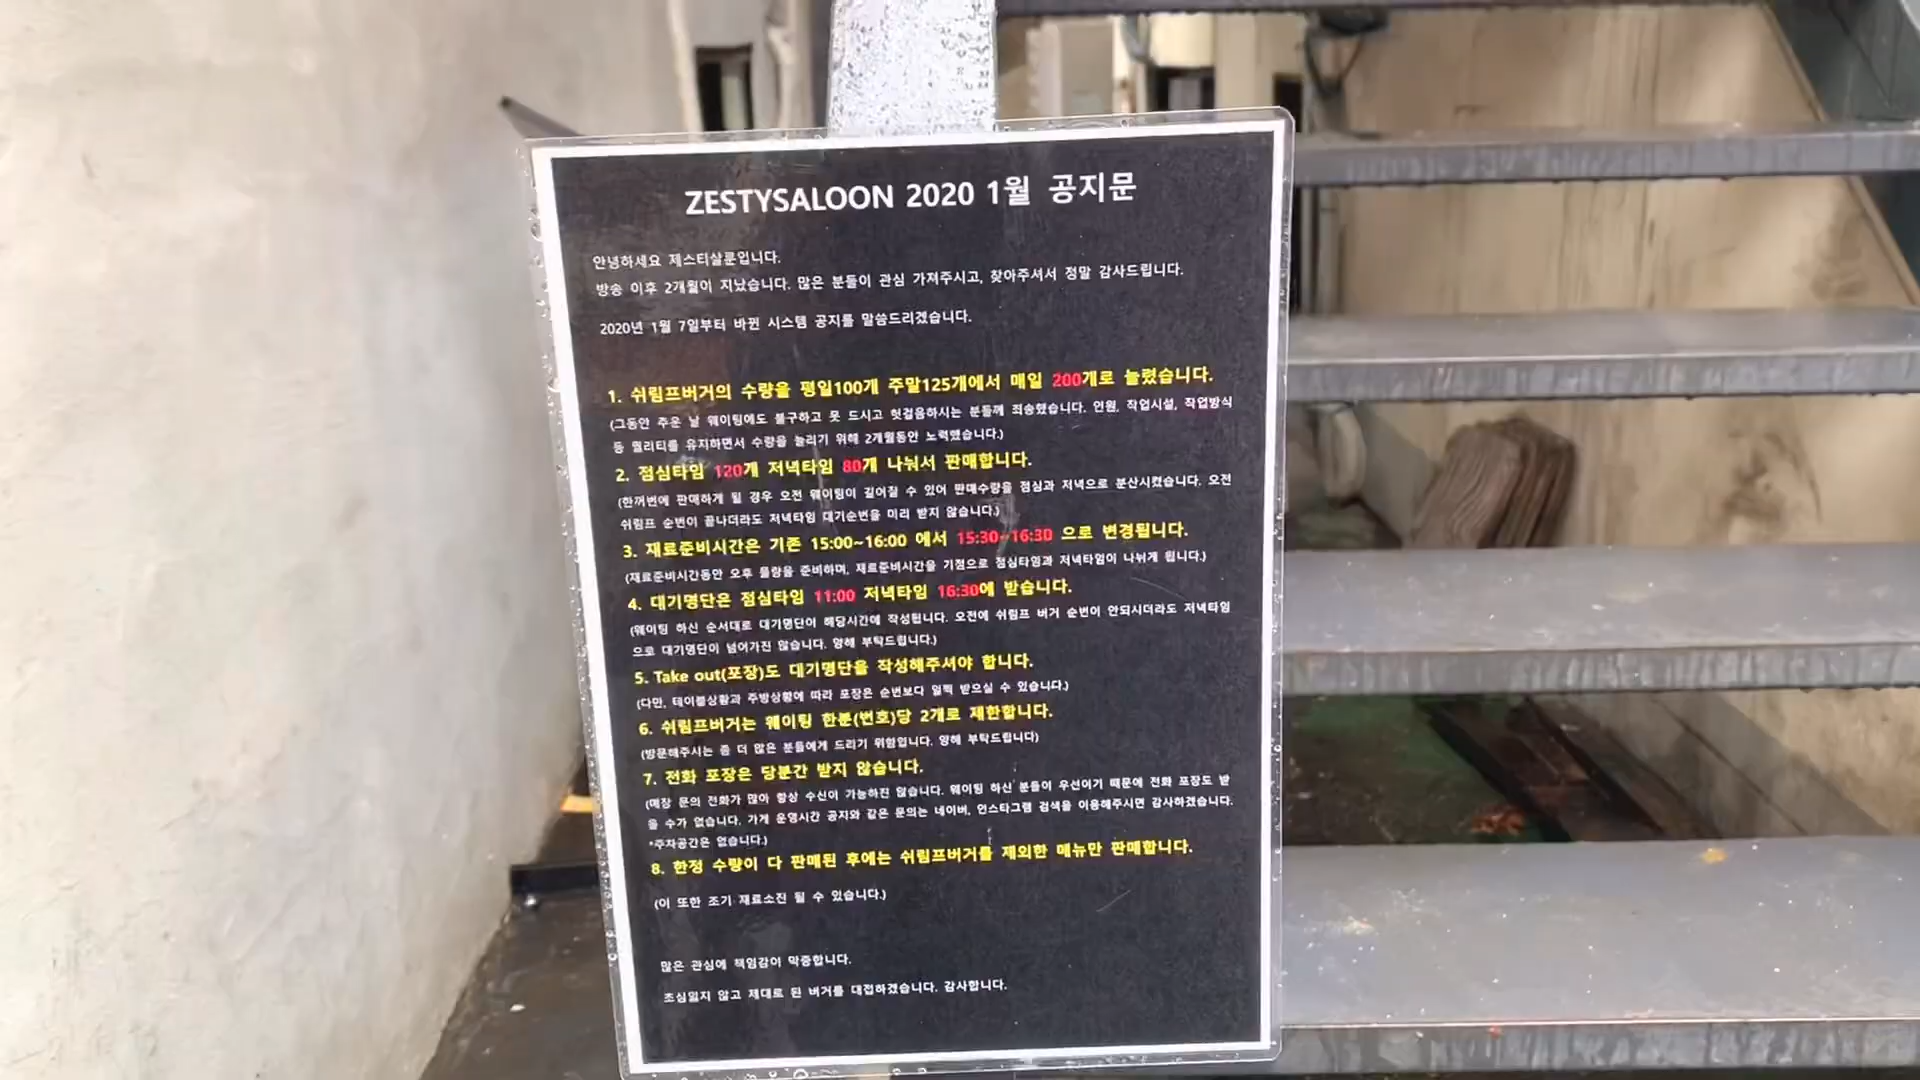 ZESTYSALOON 2020 1월 공지문
안녕하세요 제스티살룬입니다.
방송 이후 2개월이 지났습니다. 많은 분들이 관심 가져주시고, 찾아주셔서 정말 감사드립니다.
2020년 1월 7일부터 바뀐 시스템 공지를 말씀드리겠습니다.
1. 쉬림프버거의 수량을 평일100개 주말125개에서 매일 200개로 늘렸습니다.
(그동안 추운 날 웨이팅에도 불구하고 못 드시고 헛걸음하시는 분들께 죄송했습니다. 인원, 작업시설, 작업방식
등 퀄리티를 유지하면서 수량을 늘리기 위해 2개월동안 노력했습니다.)
2. 점심타임 120개 저녁타임 80개 나눠서 판매합니다.
(한꺼번에 판매하게 될 경우 오전 웨이팅이 길어질 수 있어 판매수량을 점심과 저녁으로 분산시켰습니다. 오전
쉬림프 순번이 끝나더라도 저녁타임 대기순번을 미리 받지 않습니다.)
3. 재료준비시간은 기존 15:00~16:00 에서 15:30~16:30 으로 변경됩니다.
(재료준비시간동안 오후 물량을 준비하며, 재료준비시간을 기점으로 점심타임과 저녁타임이 나뉘게 됩니다.)
4. 대기명단은 점심타임 11:00 저녁타임 16:30에 받습니다.
(웨이팅 하신 순서대로 대기명단이 해당시간에 작성됩니다. 오전에 쉬림프 버거 순번이 안되시더라도 저녁타임
으로 대기명단이 넘어가진 않습니다. 양해 부탁드립니다.)
5. Take out(포장)도 대기명단을 작성해주셔야 합니다.
(다만, 테이블상황과 주방상황에 따라 포장은 순번보다 일찍 받으실 수 있습니다.)
6. 쉬림프버거는 웨이팅 한분(번호)당 2개로 제한합니다.
(방문해주시는 좀 더 많은 분들에게 드리기 위함입니다. 양해 부탁드립니다)
7. 전화 포장은 당분간 받지 않습니다.
(매장 문의 전화가 많아 항상 수신이 가능하진 않습니다. 웨이팅 하신 분들이 우선이기 때문에 전화 포장도 받
을 수가 없습니다. 가게 운영시간 공지와 같은 문의는 네이버, 인스타그램 검색을 이용해주시면 감사하겠습니다.
*주차공간은 없습니다.)
8. 한정 수량이 다 판매된 후에는 쉬림프버거를 제외한 메뉴만 판매합니다.
(이 또한 조기 재료소진 될 수 있습니다.)
많은 관심에 책임감이 막중합니다.
초심잃지 않고 제대로 된 버거를 대접하겠습니다. 감사합니다.